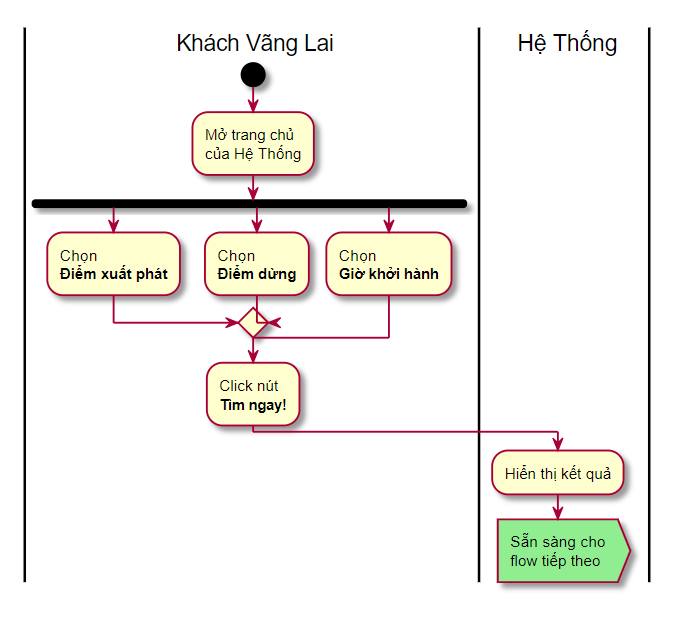 Khách Vãng Lai
Hệ Thống
Mở trang chủ
của Hệ Thống
Chọn
Điểm xuất phát
Chọn
Điểm dừng
Chọn
Giờ khởi hành
Click nút
Tìm ngay!
Hiển thị kết quả
Sẵn sàng cho
flow tiếp theo